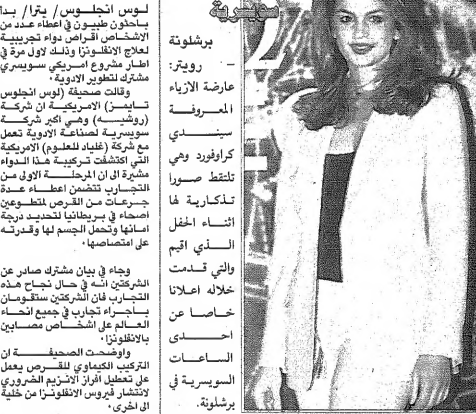 سويسرية
برشلونة
– رويتر:
عارضة الازياء
المعروفة
سيندي
كراوفورد وهي
تلتقط صورا
تذكارية لها
اثناء الحفل
الذي اقيم
والتي قدمت
خلاله اعلانا
خاصا عن
احدى
الساعات
السويسرية في
برشلونة.
لوس انجلوس/ يترا/ بدا
باحثون طبيون في اعطاء عدد من
الاشخاص اقراص دواء تجريبية
لعلاج الانفلونزا وذلك لاول مرة في
اطار مشروع امريكي سويسري
مشترك لتطوير الادوية.
وقالت صحيفة (لوس انجلوس
تايمز) الامريكية ان شركة
(روشيه) وهي اكبر شركة
سويسرية لصناعة الادوية تعمل
مع شركة (غلياد للعلوم) الامريكية
التي اكتشفت تركيبة هذا الدواء
مشيرة الى ان المرحلة الاولى من
التجارب تتضمن اعطاء عدة
جرعات من القرص لمتطوعين
اصحاء في بريطانيا لتحديد درجة
امانها وتحمل الجسم لها وقدرته
على امتصاصها.
وجاء في بيان مشترك صادر عن
الشركتين انه في حال نجاح هذه
التجارب فان الشركتين ستقومان
باجراء تجارب في جميع انحاء
العالم على اشخاص مصابين
بالانفلونزا.
واوضحت الصحيفة ان
التركيب الكيماوي للقرص يعمل
على تعطيل افراز الانزيم الضروري
لانتشار فيروس الانفلونزا من خلية
الى اخرى.